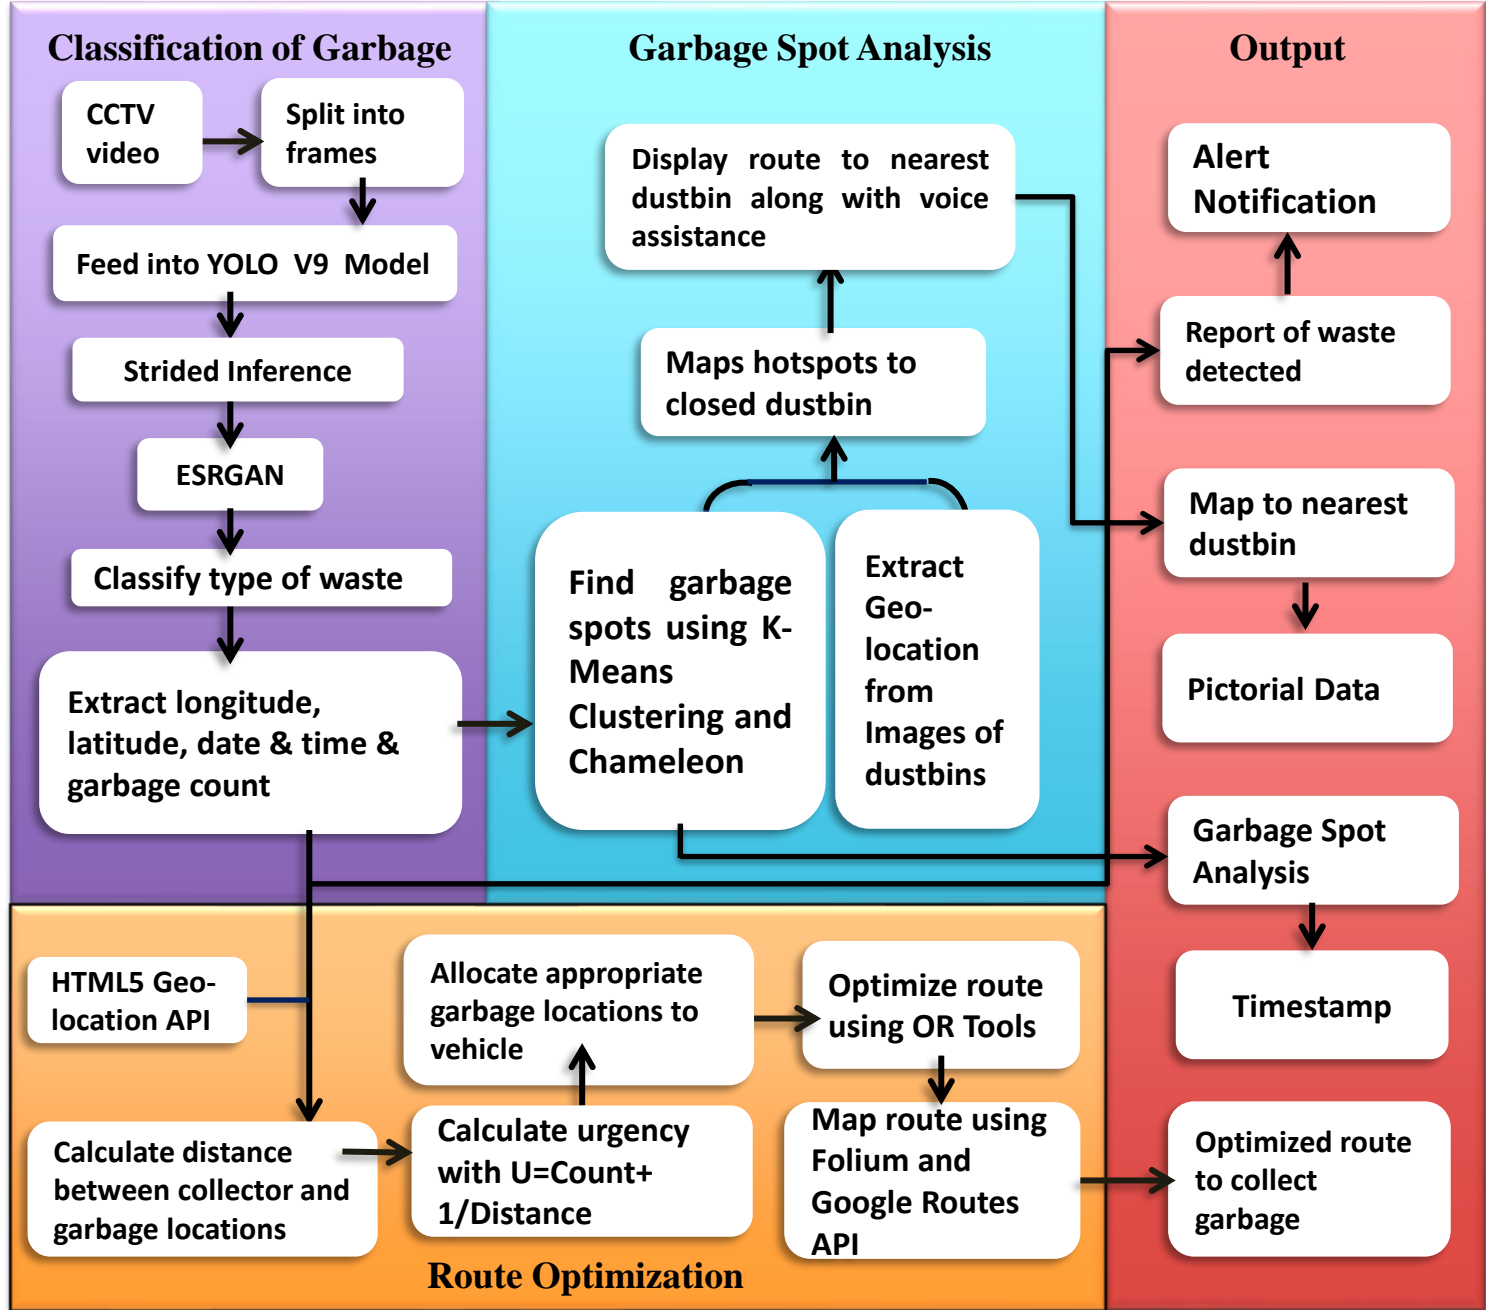 Classification of Garbage
CCTV
video
Split into
frames
Feed into YOLO V9 Model
Strided Inference
ESRGAN
Classify type of waste
Extract longitude,
latitude, date & time &
garbage count
Garbage Spot Analysis
Display route to nearest
dustbin along with voice
assistance
Maps hotspots to
closed dustbin
Find garbage
spots using K-
Means
Clustering and
Chameleon
Extract
Geo-
location
from
Images of
dustbins
Output
Alert
Notification
Report of waste
detected
Map to nearest
dustbin
Pictorial Data
Garbage Spot
Analysis
Timestamp
Optimized route
to collect
garbage
HTML5 Geo-
location API
Calculate distance
between collector and
garbage locations
Allocate appropriate
garbage locations to
vehicle
Calculate urgency
with U=Count+
1/Distance
Optimize route
using OR Tools
Map route using
Folium and
Google Routes
API
Route Optimization